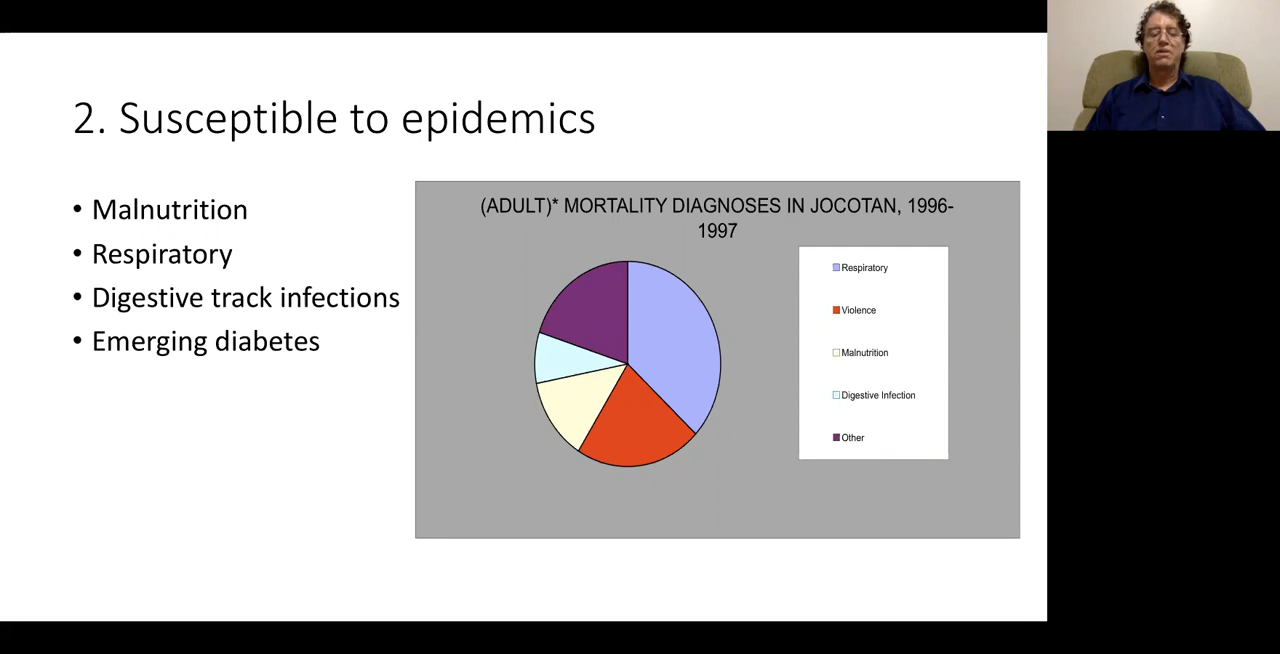 2. Susceptible to epidemics
• Malnutrition
• Respiratory
• Digestive track infections
• Emerging diabetes
(ADULT)* MORTALITY DIAGNOSES IN JOCOTAN, 1996-
1997
Respiratory
Violence
Malnutrition
Digestive Infection
Other